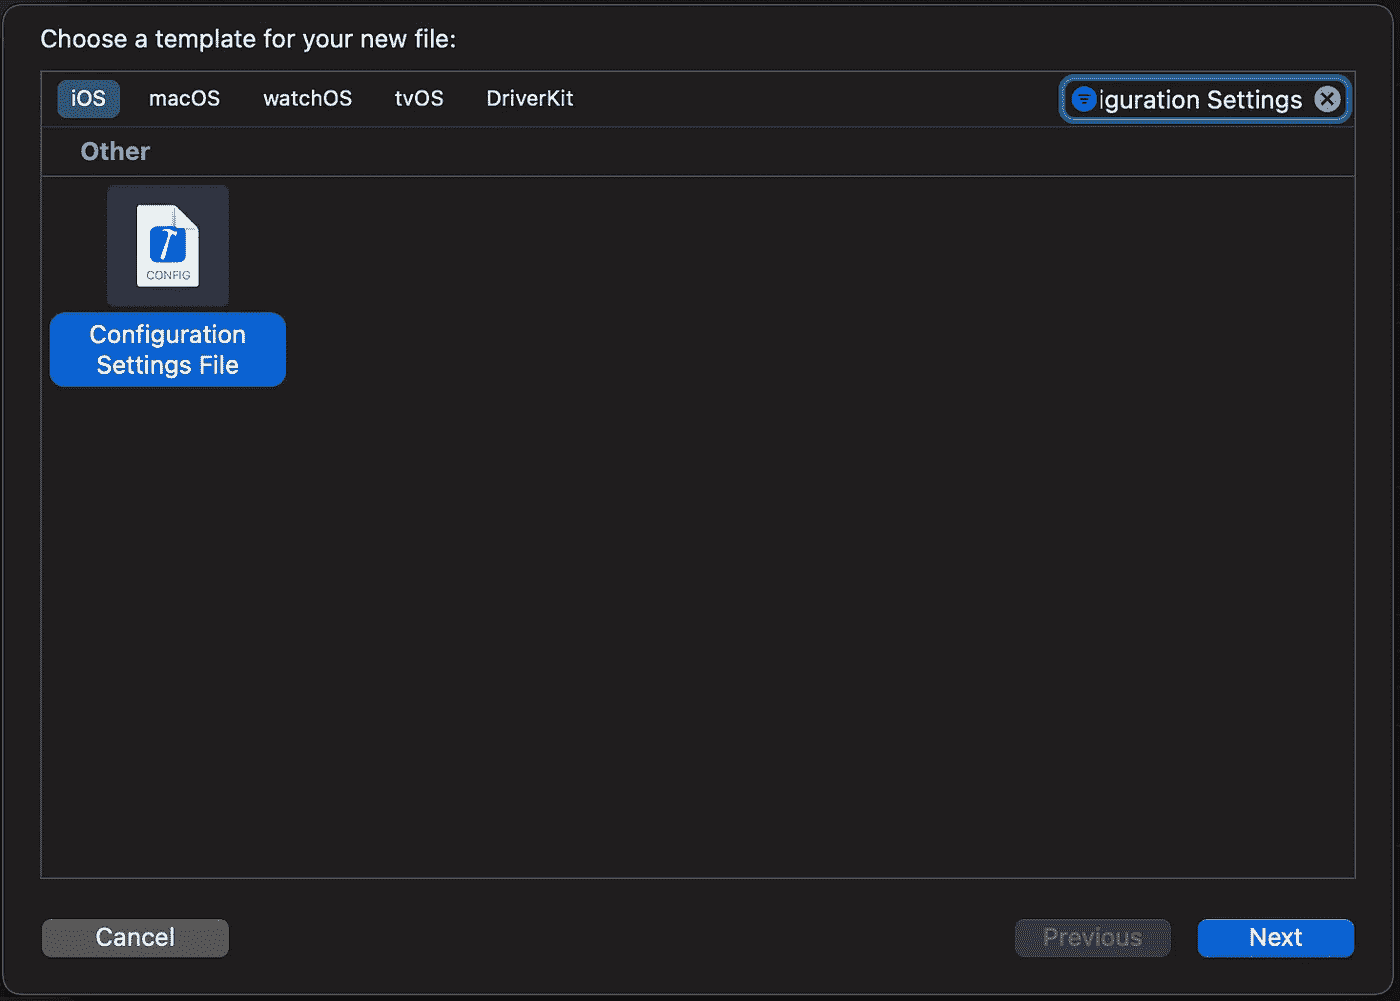 Choose a template for your new file:
iOS macOS watchOS tvOS DriverKit iguration Settings
Other
CONFIG
Configuration
Settings File
Cancel Previous Next